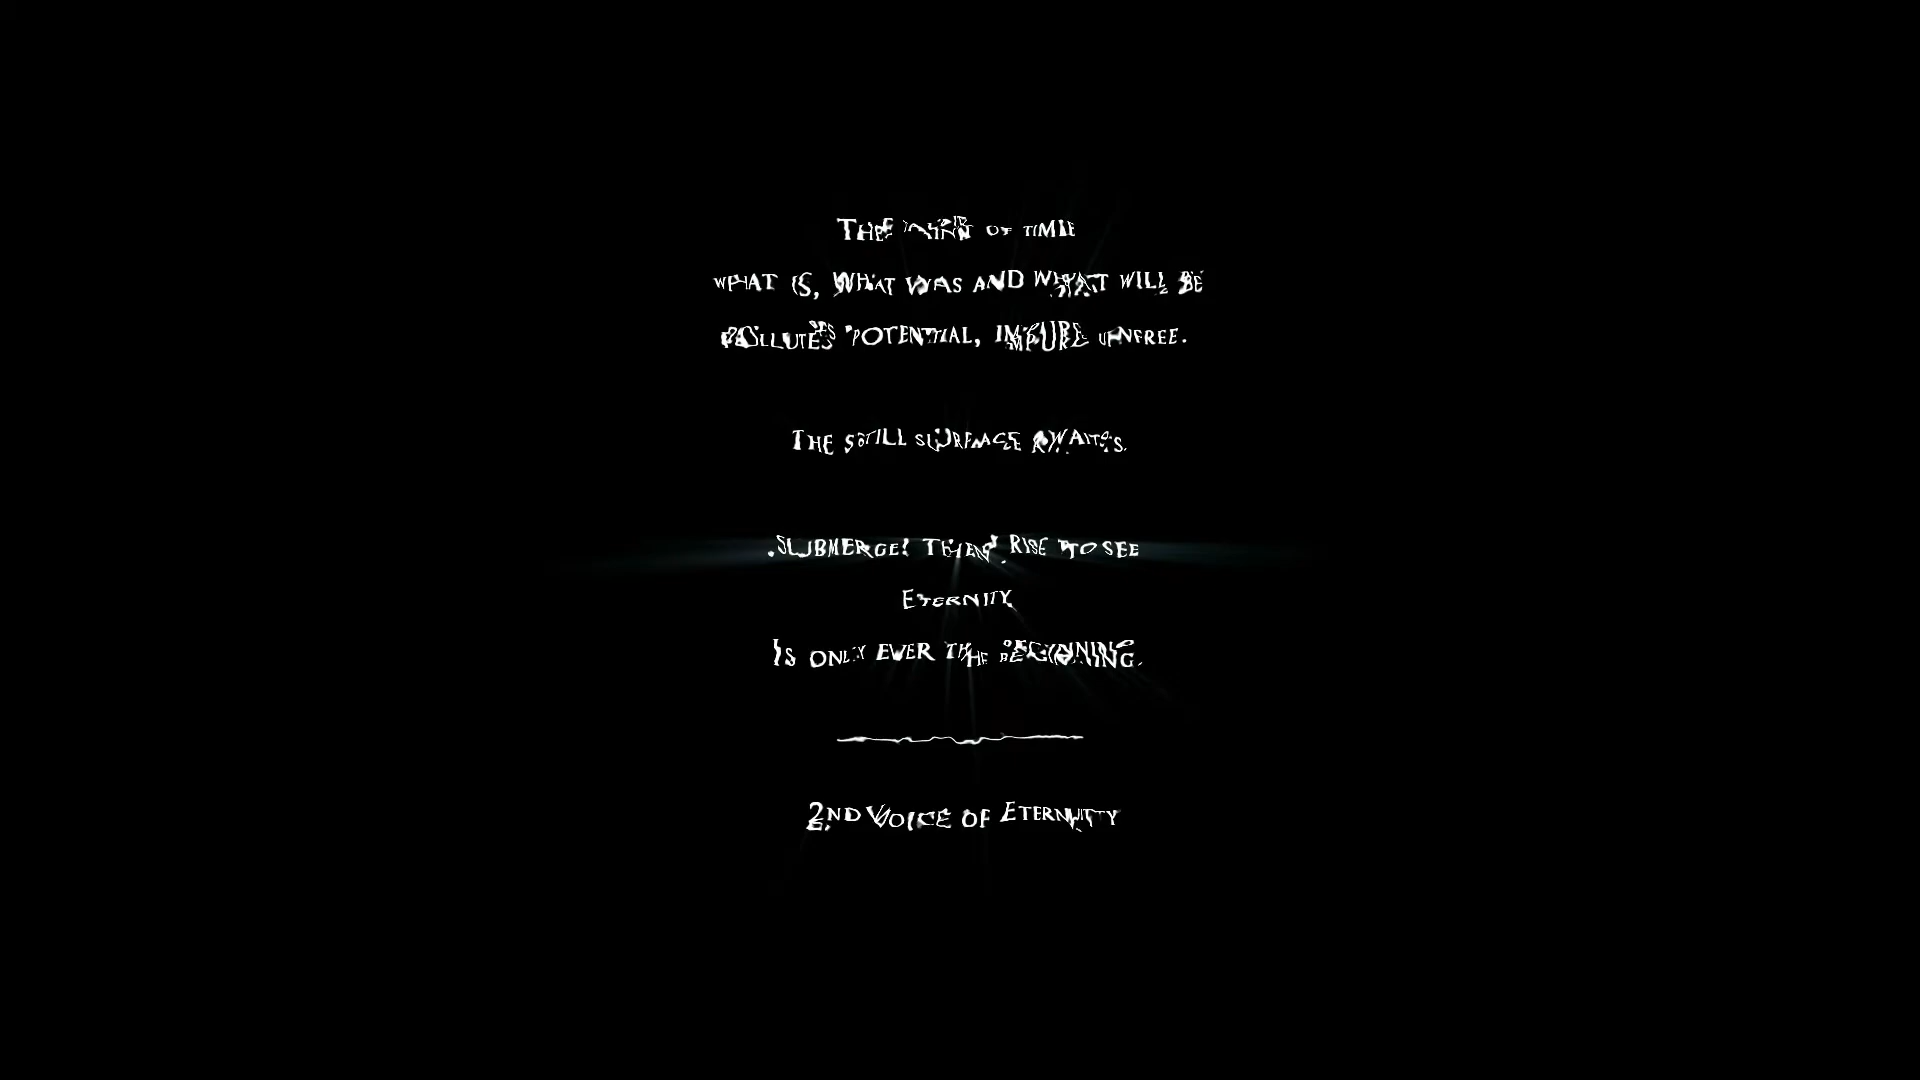 The of time
what is, what was and what will be
pollutes potential, impure unfree.
The still surface awaits.
Submerge! Then, Rise to see
Eternity
Is only ever the beginning.
2nd Voice of Eternity